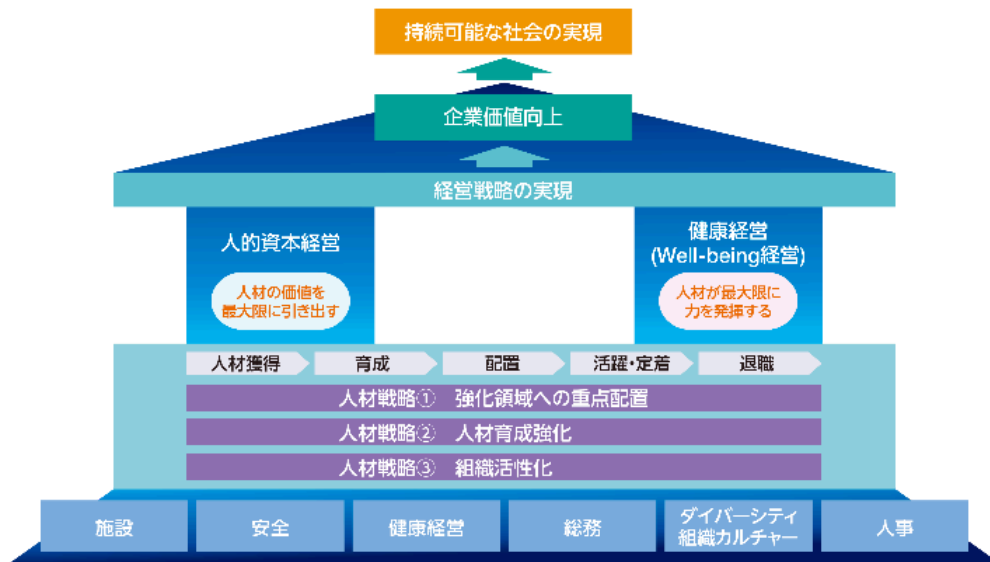 持続可能な社会の実現
企業価値向上
経営戦略の実現
人的資本経営
人材の価値を
最大限に引き出す
健康経営
(Well-being経営)
人材が最大限に
力を発揮する
人材獲得
育成
配置
活躍・定着
退職
人材戦略① 強化領域への重点配置
人材戦略② 人材育成強化
人材戦略③ 組織活性化
施設
安全
健康経営
総務
ダイバーシティ
組織カルチャー
人事